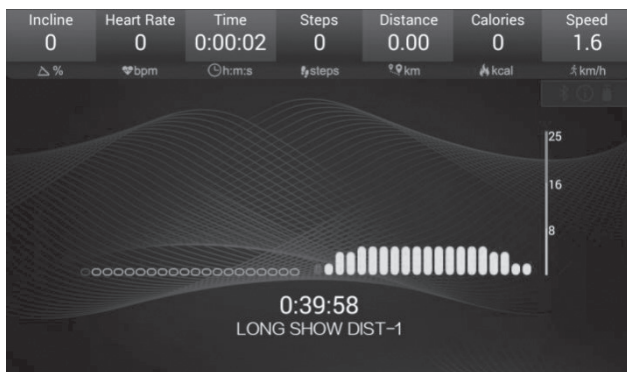 Incline Heart Rate Time Steps Distance Calories Speed
0 0 0:00:02 0 0.00 0 1.6
% bpm h:m:s steps km kcal km/h
25
16
8
0:39:58
LONG SHOW DIST-1